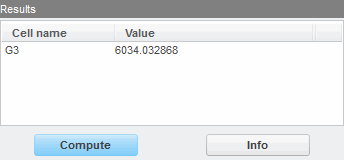 Results
Cell name Value
G3 6034.032868
Compute Info